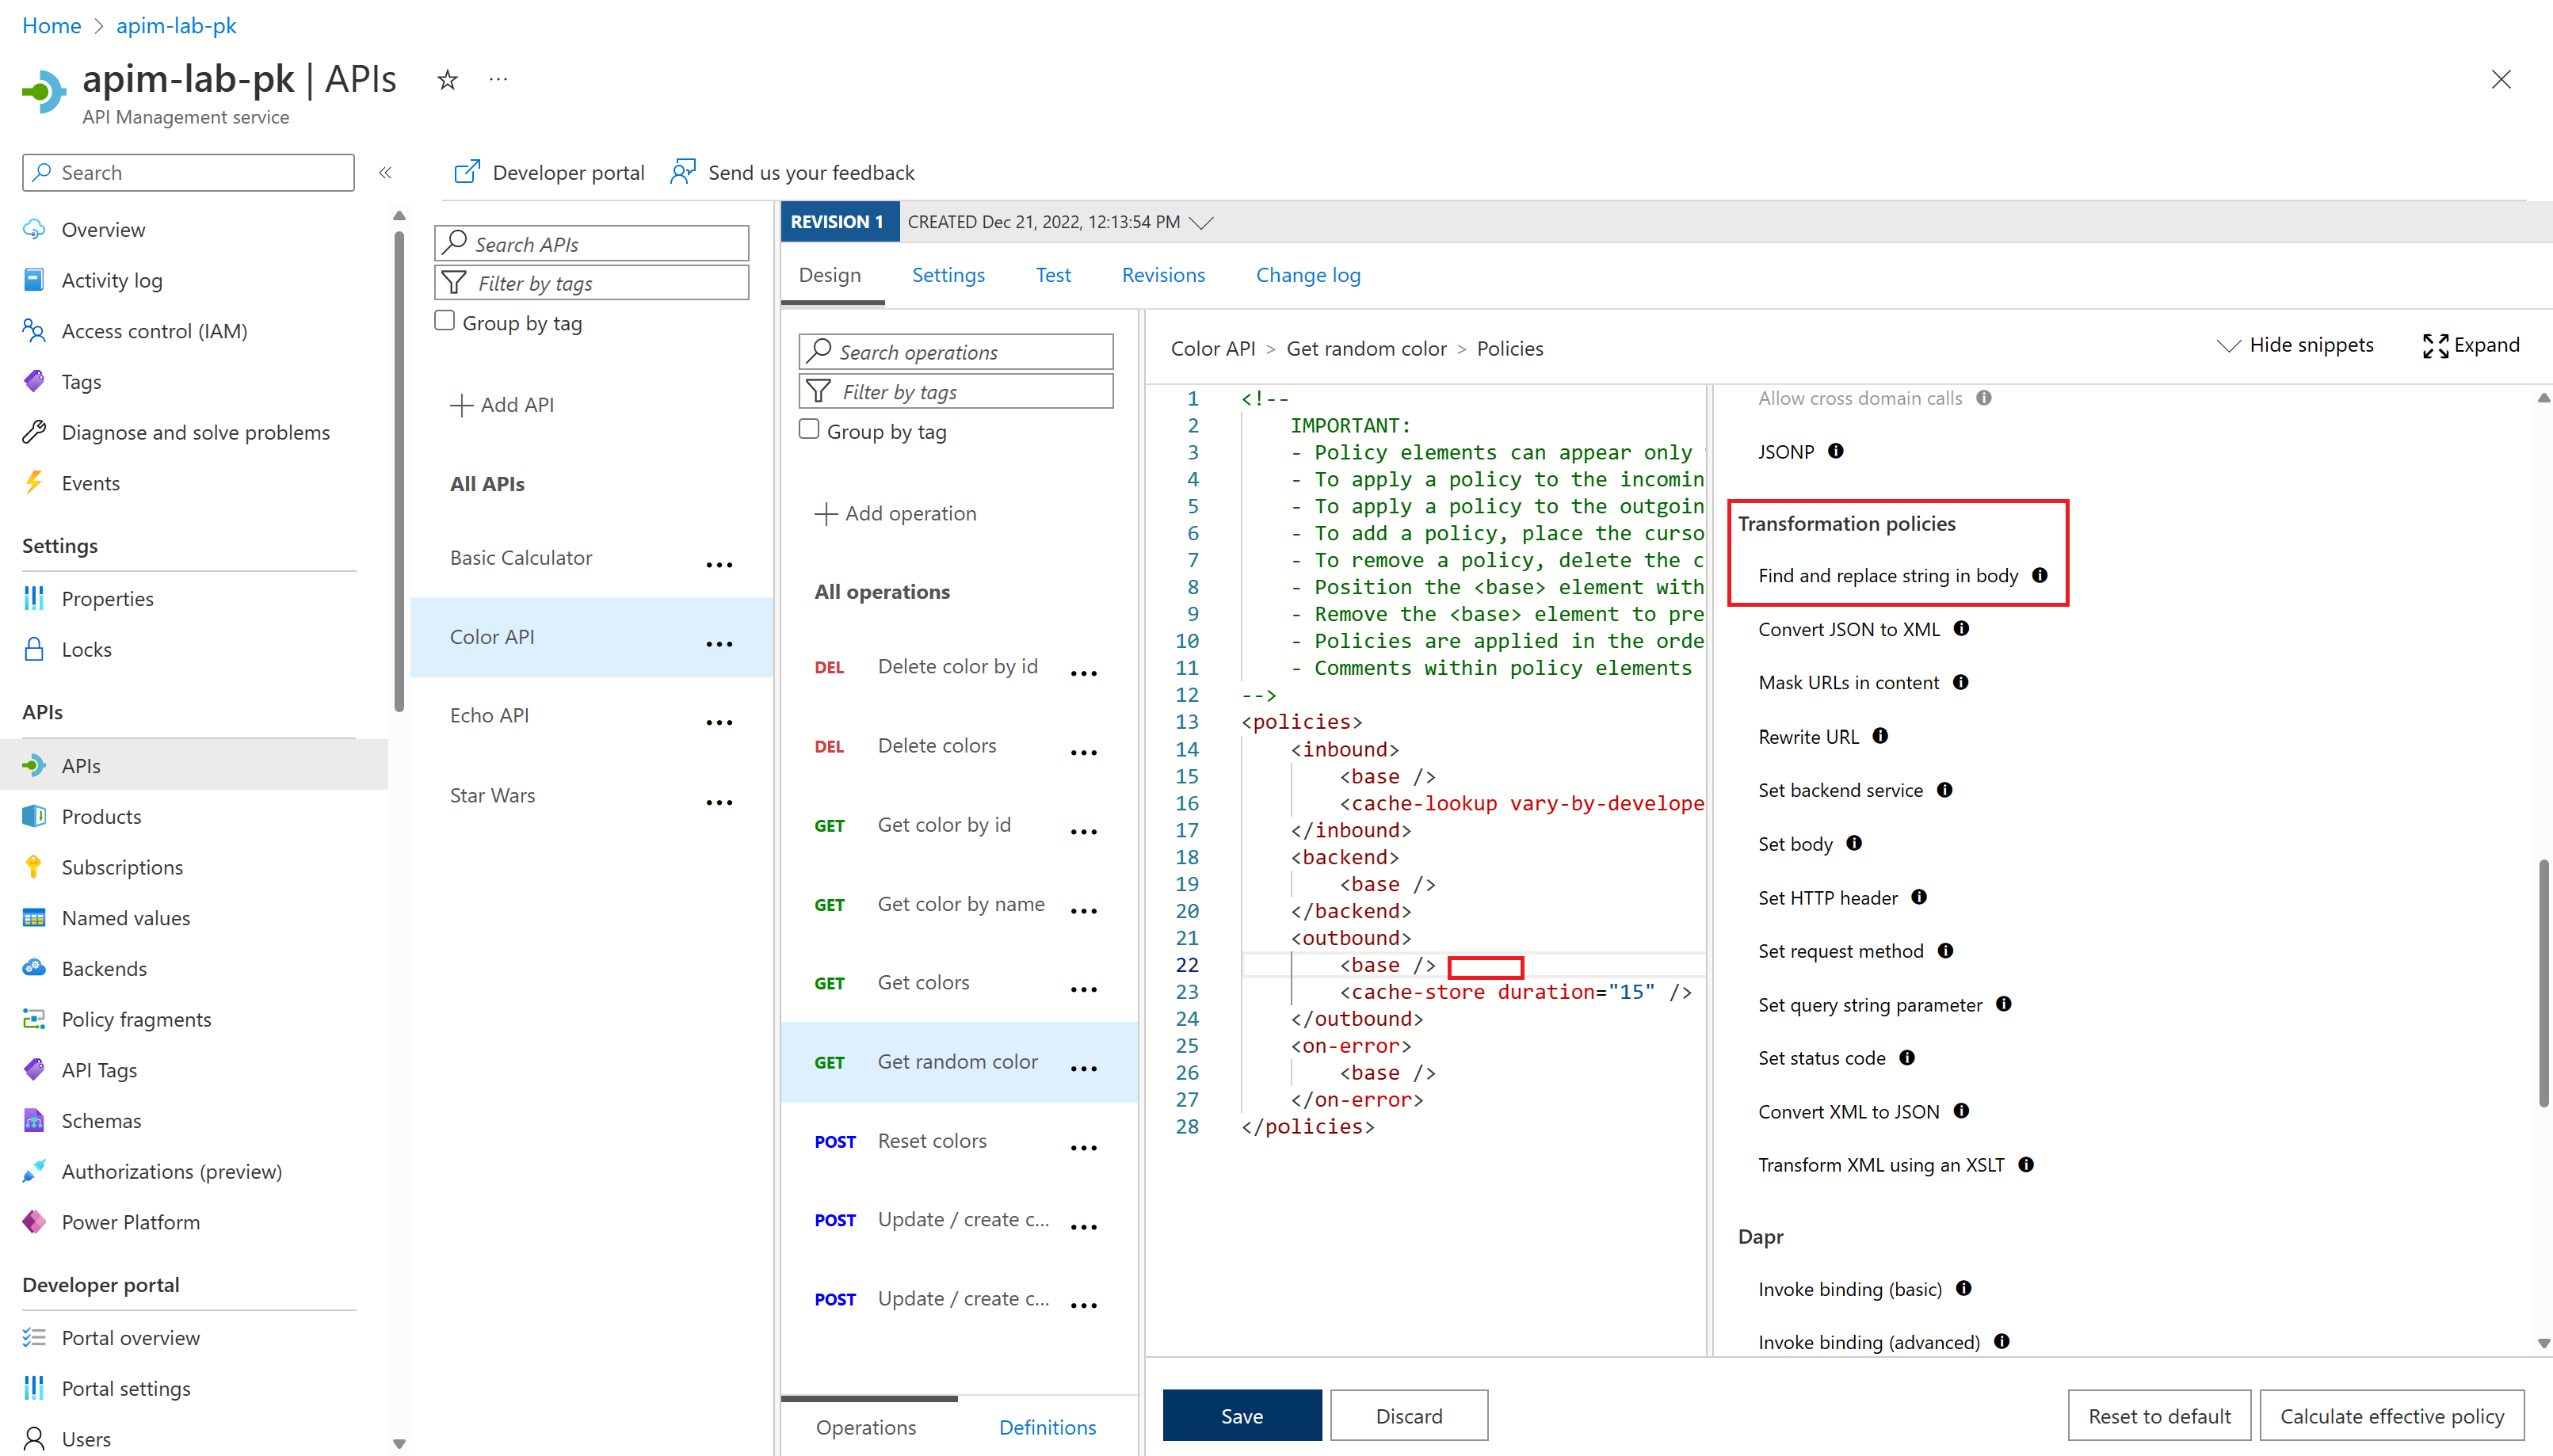 Home > apim-lab-pk
apim-lab-pk | APIs
API Management service
Search
Overview
Activity log
Access control (IAM)
Tags
Diagnose and solve problems
Events
Settings
Properties
Locks
APIs
APIs
Products
Subscriptions
Named values
Backends
Policy fragments
API Tags
Schemas
Authorizations (preview)
Power Platform
Developer portal
Portal overview
Portal settings
Users
Developer portal
Send us your feedback
Search APIs
Filter by tags
Group by tag
Add API
All APIs
Basic Calculator
Color API
Echo API
Star Wars
REVISION 1
CREATED Dec 21, 2022, 12:13:54 PM
Design
Settings
Test
Revisions
Change log
Search operations
Filter by tags
Group by tag
Add operation
All operations
DEL Delete color by id
DEL Delete colors
GET Get color by id
GET Get color by name
GET Get colors
GET Get random color
POST Reset colors
POST Update / create c...
POST Update / create c...
Operations
Definitions
Color API > Get random color > Policies
Hide snippets
Expand
1 <!--
2 IMPORTANT:
3 - Policy elements can appear only
4 - To apply a policy to the incomin
5 - To apply a policy to the outgoin
6 - To add a policy, place the curso
7 - To remove a policy, delete the c
8 - Position the <base> element with
9 - Remove the <base> element to pre
10 - Policies are applied in the orde
11 - Comments within policy elements
12 -->
13 <policies>
14 <inbound>
15 <base />
16 <cache-lookup vary-by-develope
17 </inbound>
18 <backend>
19 <base />
20 </backend>
21 <outbound>
22 <base />
23 <cache-store duration="15" />
24 </outbound>
25 <on-error>
26 <base />
27 </on-error>
28 </policies>
Allow cross domain calls
JSONP
Transformation policies
Find and replace string in body
Convert JSON to XML
Mask URLs in content
Rewrite URL
Set backend service
Set body
Set HTTP header
Set request method
Set query string parameter
Set status code
Convert XML to JSON
Transform XML using an XSLT
Dapr
Invoke binding (basic)
Invoke binding (advanced)
Save
Discard
Reset to default
Calculate effective policy